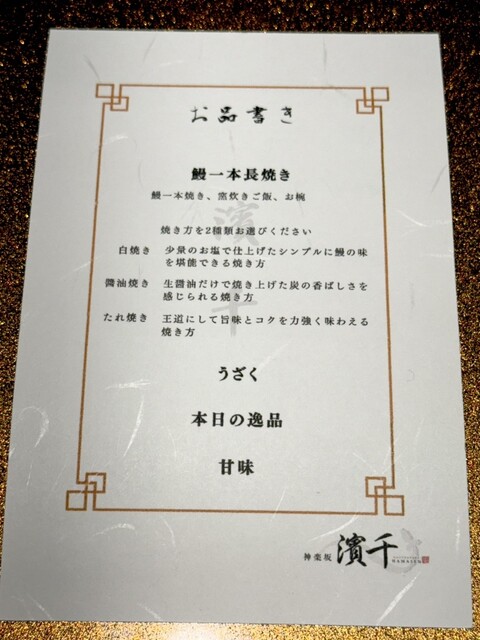 お品書き
鰻一本長焼き
鰻一本焼き、窯炊きご飯、お椀
焼き方を2種類お選びください
白焼き 少量のお塩で仕上げたシンプルに鰻の味
を堪能できる焼き方
醤油焼き 生醤油だけで焼き上げた炭の香ばしさを
感じられる焼き方
たれ焼き 王道にして旨味とコクを力強く味わえる
焼き方
濱千
うざく
本日の逸品
甘味
神楽坂 濱千
HAMASEN